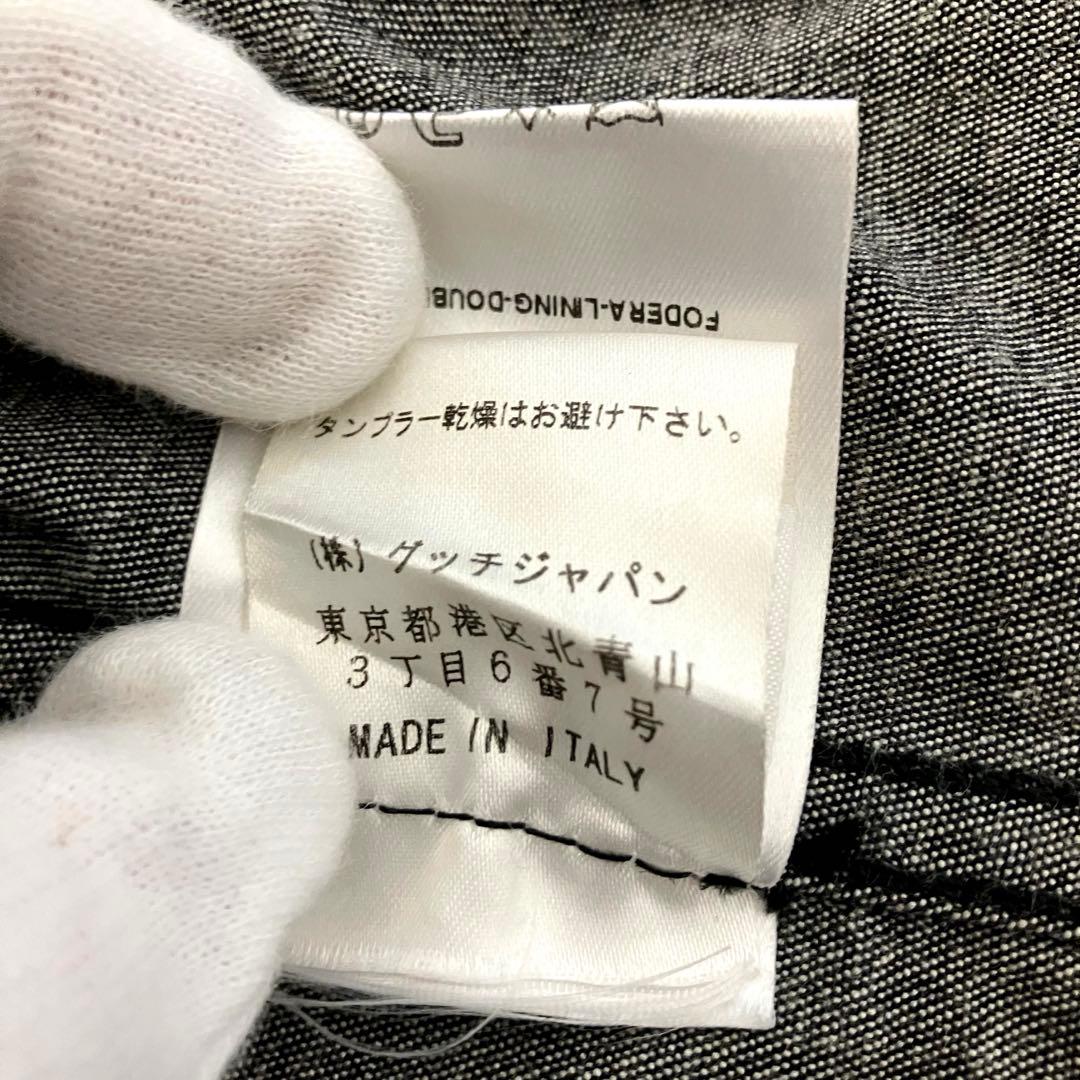 FODERA-LINING-DOUB
タンブラー乾燥はお避け下さい。
(株) グッチジャパン
東京都港区北青山
3丁目6番7号
MADE IN ITALY